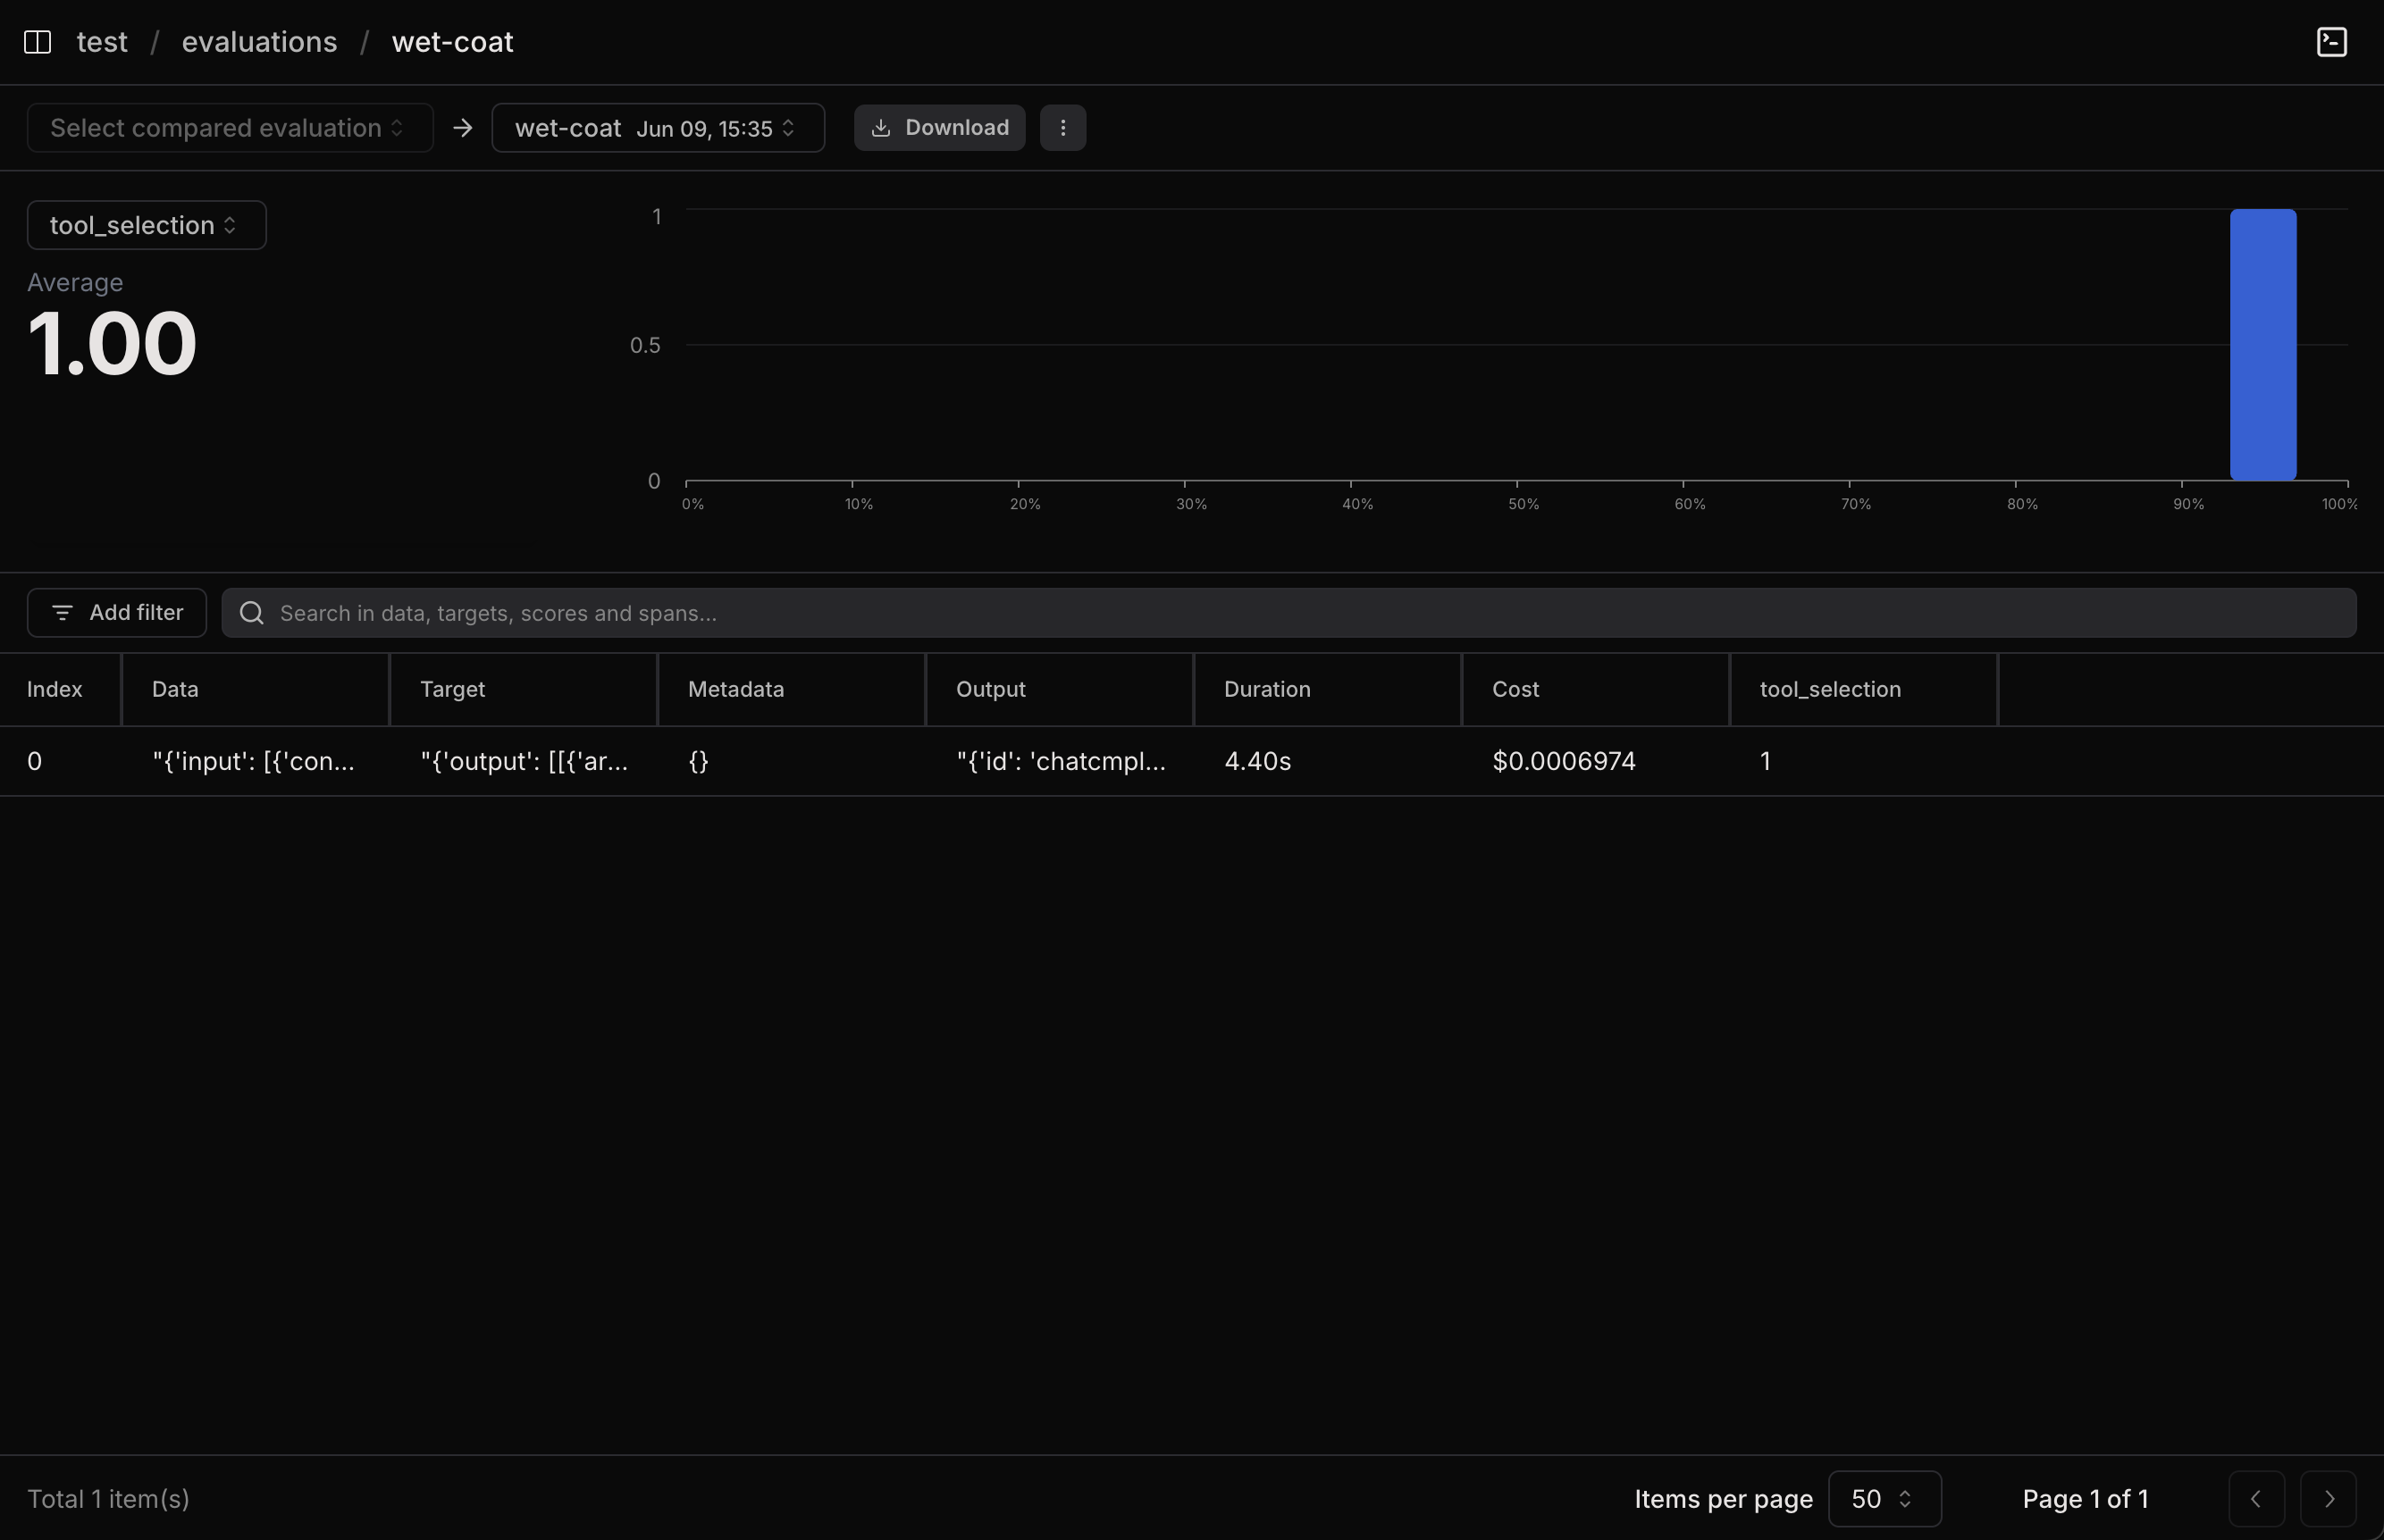 test / evaluations / wet-coat
Select compared evaluation → wet-coat Jun 09, 15:35 Download
tool_selection
Average
1.00
1
0.5
0
0% 10% 20% 30% 40% 50% 60% 70% 80% 90% 100%
Add filter
Search in data, targets, scores and spans...
Index Data Target Metadata Output Duration Cost tool_selection
0 "{'input': [{'con... "{'output': [[{'ar... {} "{'id': 'chatcmpl... 4.40s $0.0006974 1
Total 1 item(s) Items per page 50 Page 1 of 1